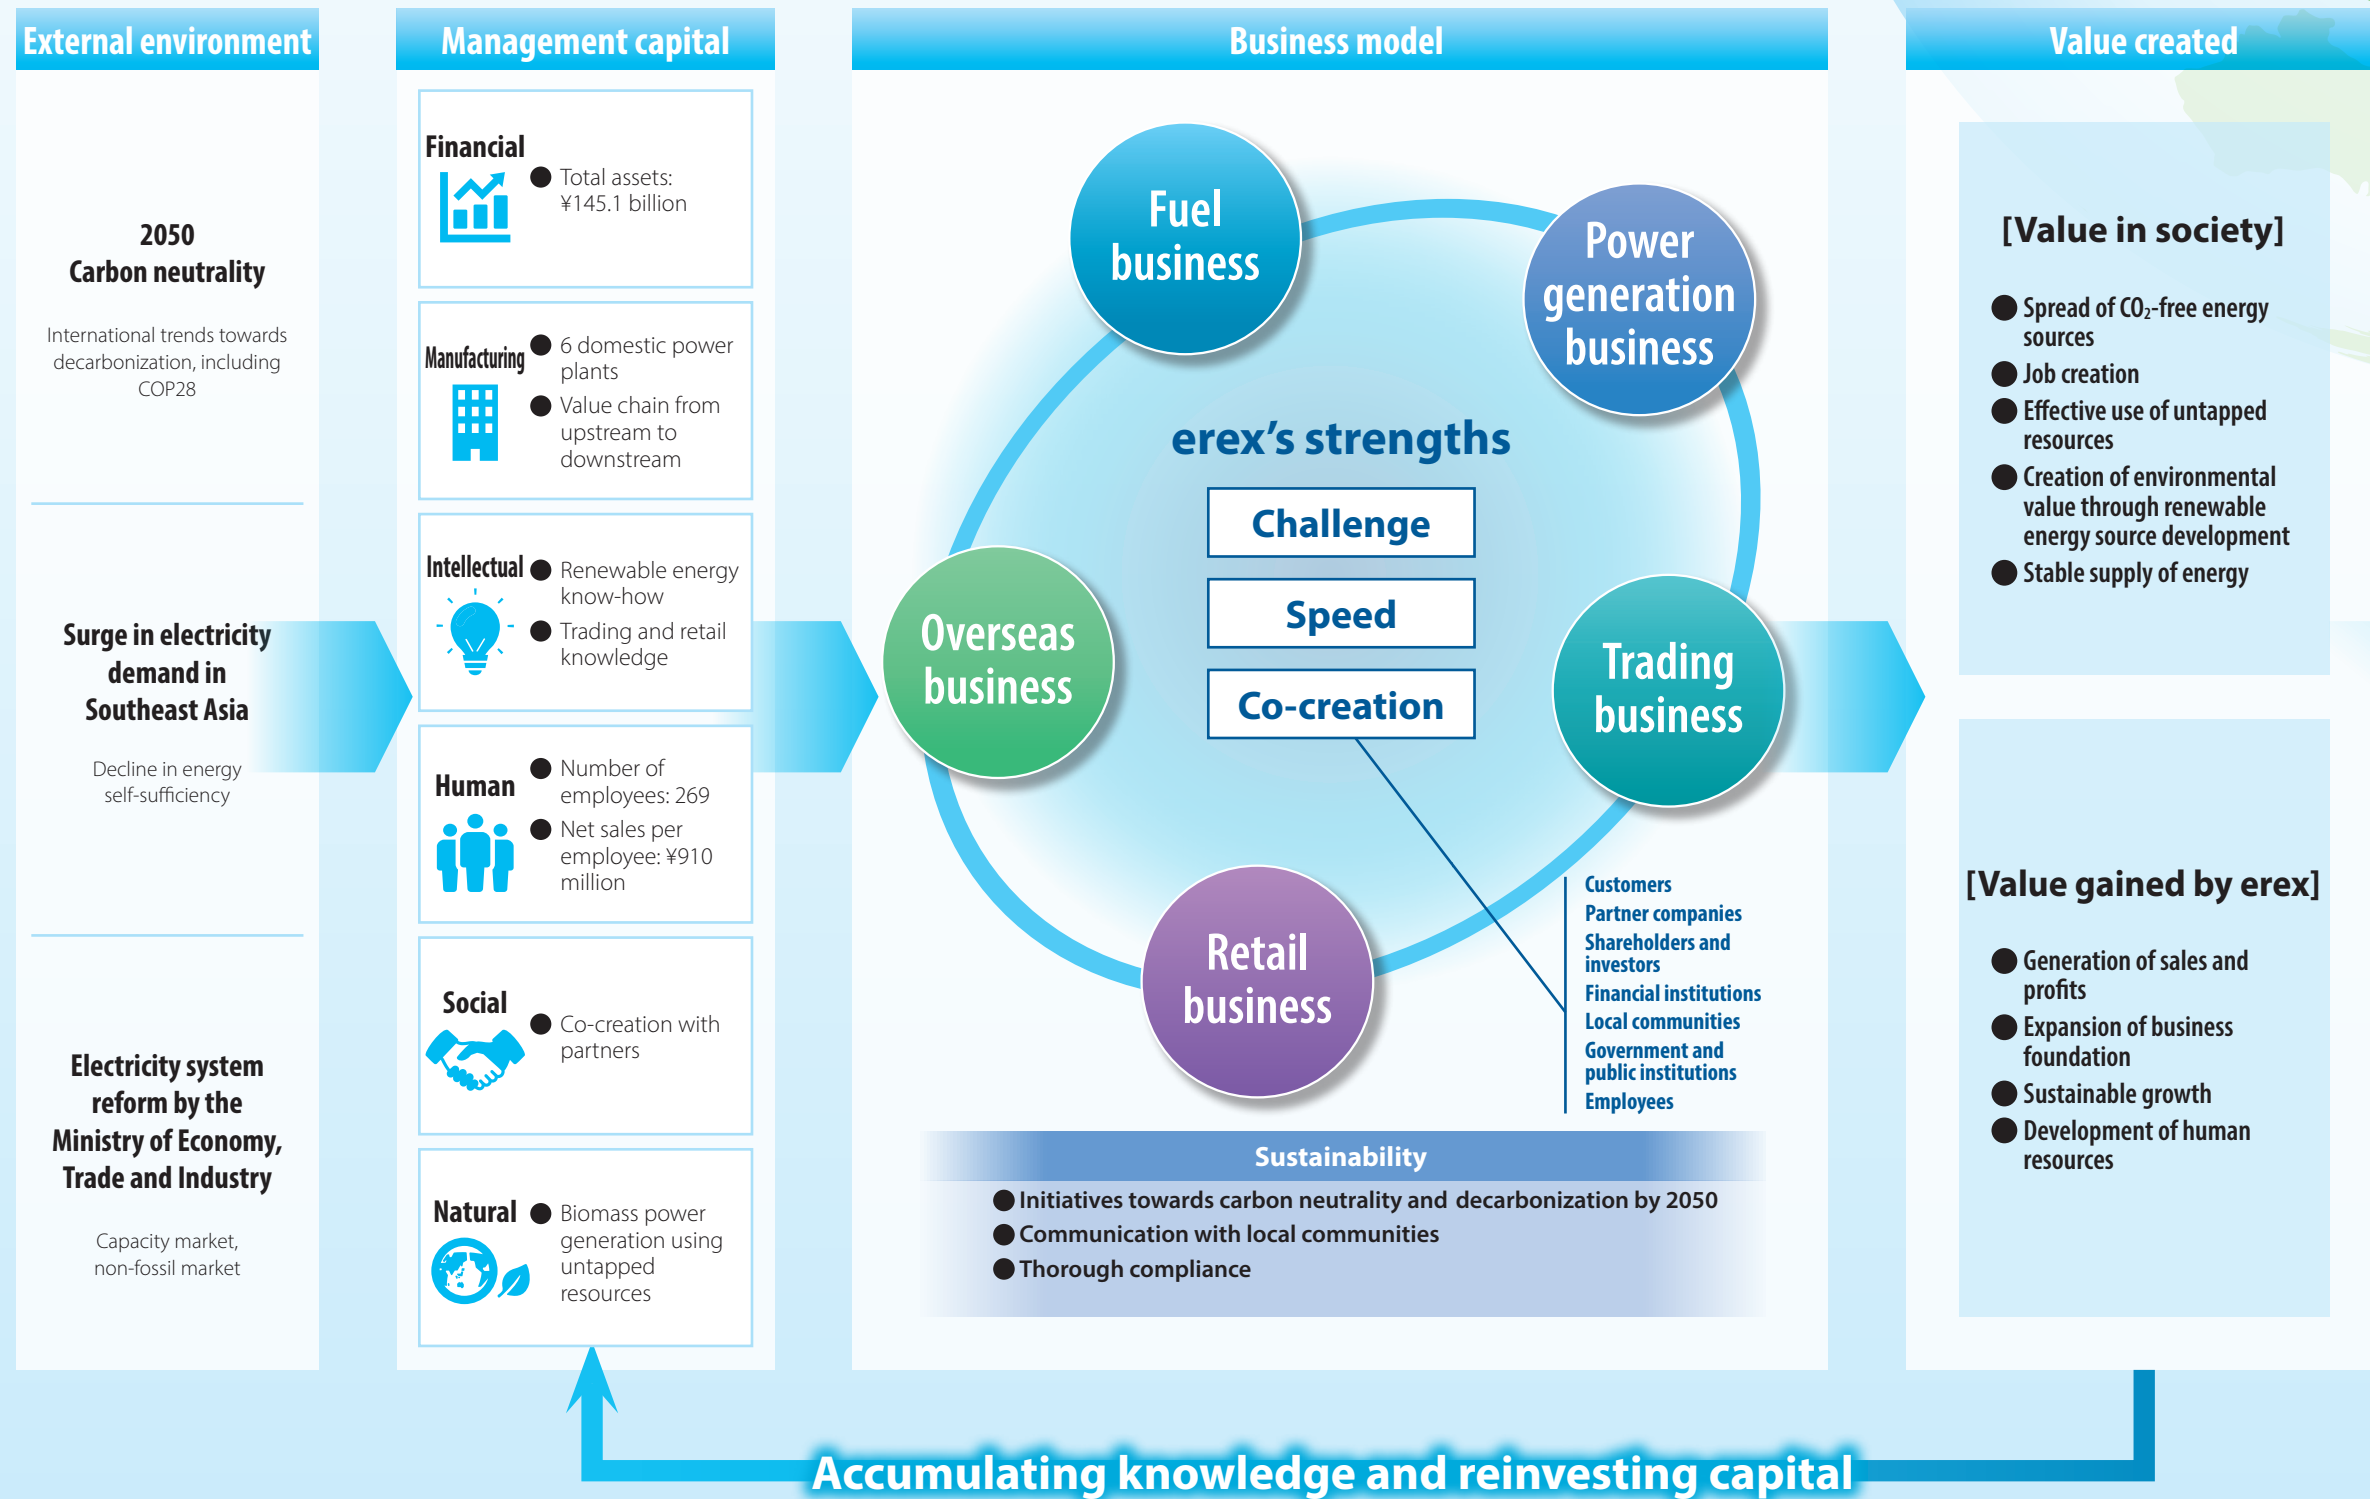 External environment
2050
Carbon neutrality
International trends towards
decarbonization, including
COP28
Surge in electricity
demand in
Southeast Asia
Decline in energy
self-sufficiency
Electricity system
reform by the
Ministry of Economy,
Trade and Industry
Capacity market,
non-fossil market
Management capital
Financial
● Total assets:
¥145.1 billion
Manufacturing
● 6 domestic power
plants
● Value chain from
upstream to
downstream
Intellectual
● Renewable energy
know-how
● Trading and retail
knowledge
Human
● Number of
employees: 269
● Net sales per
employee: ¥910
million
Social
● Co-creation with
partners
Natural
● Biomass power
generation using
untapped
resources
Business model
Fuel
business
Power
generation
business
Overseas
business
Trading
business
Retail
business
erex’s strengths
Challenge
Speed
Co-creation
Customers
Partner companies
Shareholders and
investors
Financial institutions
Local communities
Government and
public institutions
Employees
Sustainability
● Initiatives towards carbon neutrality and decarbonization by 2050
● Communication with local communities
● Thorough compliance
Value created
[Value in society]
● Spread of CO₂-free energy
sources
● Job creation
● Effective use of untapped
resources
● Creation of environmental
value through renewable
energy source development
● Stable supply of energy
[Value gained by erex]
● Generation of sales and
profits
● Expansion of business
foundation
● Sustainable growth
● Development of human
resources
Accumulating knowledge and reinvesting capital